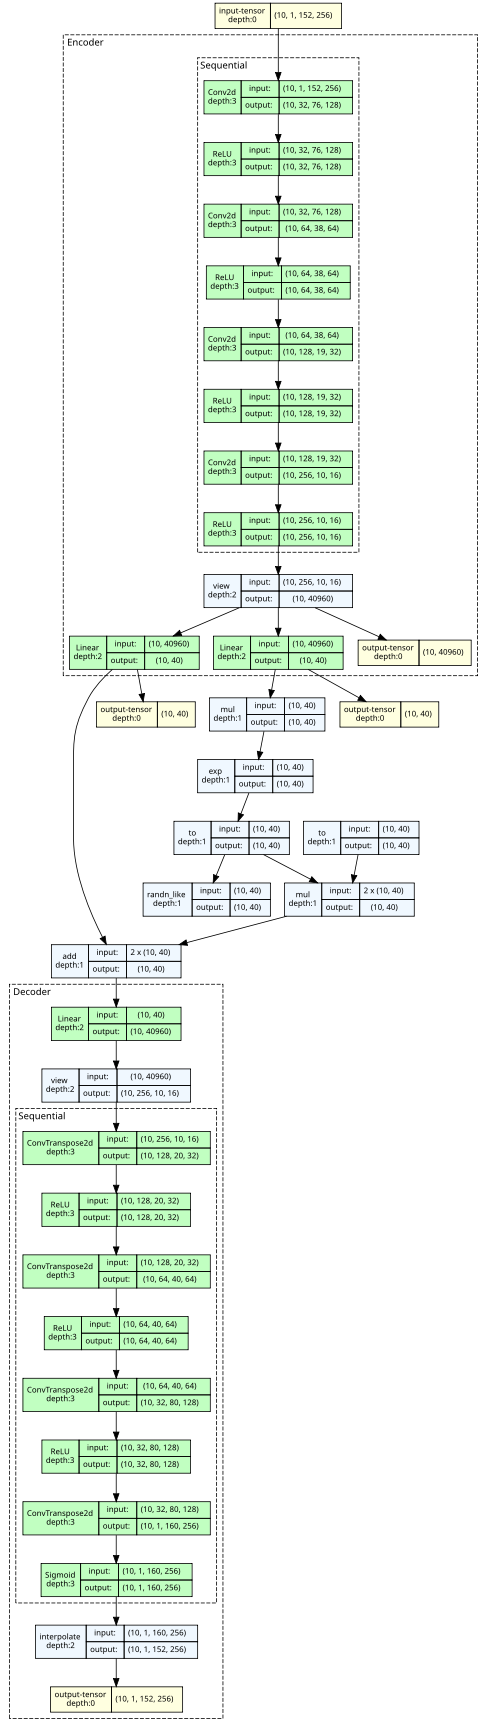 input-tensor
depth:0
(10, 1, 152, 256)
Encoder
Sequential
Conv2d
depth:3
input: (10, 1, 152, 256)
output: (10, 32, 76, 128)
ReLU
depth:3
input: (10, 32, 76, 128)
output: (10, 32, 76, 128)
Conv2d
depth:3
input: (10, 32, 76, 128)
output: (10, 64, 38, 64)
ReLU
depth:3
input: (10, 64, 38, 64)
output: (10, 64, 38, 64)
Conv2d
depth:3
input: (10, 64, 38, 64)
output: (10, 128, 19, 32)
ReLU
depth:3
input: (10, 128, 19, 32)
output: (10, 128, 19, 32)
Conv2d
depth:3
input: (10, 128, 19, 32)
output: (10, 256, 10, 16)
ReLU
depth:3
input: (10, 256, 10, 16)
output: (10, 256, 10, 16)
view
depth:2
input: (10, 256, 10, 16)
output: (10, 40960)
Linear
depth:2
input: (10, 40960)
output: (10, 40)
Linear
depth:2
input: (10, 40960)
output: (10, 40)
output-tensor
depth:0
(10, 40960)
output-tensor
depth:0
(10, 40)
mul
depth:1
input: (10, 40)
output: (10, 40)
output-tensor
depth:0
(10, 40)
exp
depth:1
input: (10, 40)
output: (10, 40)
to
depth:1
input: (10, 40)
output: (10, 40)
to
depth:1
input: (10, 40)
output: (10, 40)
randn_like
depth:1
input: (10, 40)
output: (10, 40)
mul
depth:1
input: 2 x (10, 40)
output: (10, 40)
add
depth:1
input: 2 x (10, 40)
output: (10, 40)
Decoder
Linear
depth:2
input: (10, 40)
output: (10, 40960)
view
depth:2
input: (10, 40960)
output: (10, 256, 10, 16)
Sequential
ConvTranspose2d
depth:3
input: (10, 256, 10, 16)
output: (10, 128, 20, 32)
ReLU
depth:3
input: (10, 128, 20, 32)
output: (10, 128, 20, 32)
ConvTranspose2d
depth:3
input: (10, 128, 20, 32)
output: (10, 64, 40, 64)
ReLU
depth:3
input: (10, 64, 40, 64)
output: (10, 64, 40, 64)
ConvTranspose2d
depth:3
input: (10, 64, 40, 64)
output: (10, 32, 80, 128)
ReLU
depth:3
input: (10, 32, 80, 128)
output: (10, 32, 80, 128)
ConvTranspose2d
depth:3
input: (10, 32, 80, 128)
output: (10, 1, 160, 256)
Sigmoid
depth:3
input: (10, 1, 160, 256)
output: (10, 1, 160, 256)
interpolate
depth:2
input: (10, 1, 160, 256)
output: (10, 1, 152, 256)
output-tensor
depth:0
(10, 1, 152, 256)